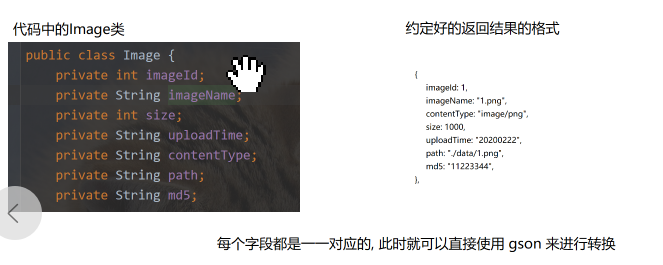 代码中的Image类
public class Image {
private int imageId;
private String imageName;
private int size;
private String uploadTime;
private String contentType;
private String path;
private String md5;
约定好的返回结果的格式
{
imageId: 1,
imageName: "1.png",
contentType: "image/png",
size: 1000,
uploadTime: "20200222",
path: "./data/1.png",
md5: "11223344",
},
每个字段都是一一对应的, 此时就可以直接使用 gson 来进行转换